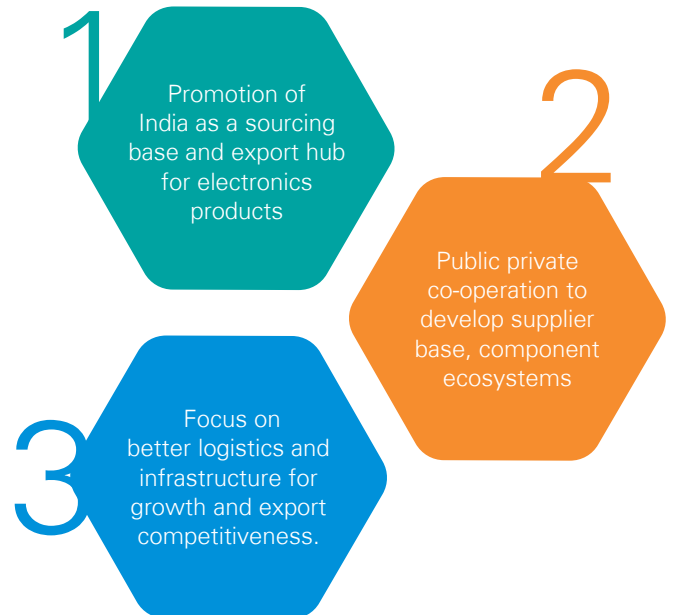 1
Promotion of
India as a sourcing
base and export hub
for electronics
products
2
Public private
co-operation to
develop supplier
base, component
ecosystems
3
Focus on
better logistics and
infrastructure for
growth and export
competitiveness.